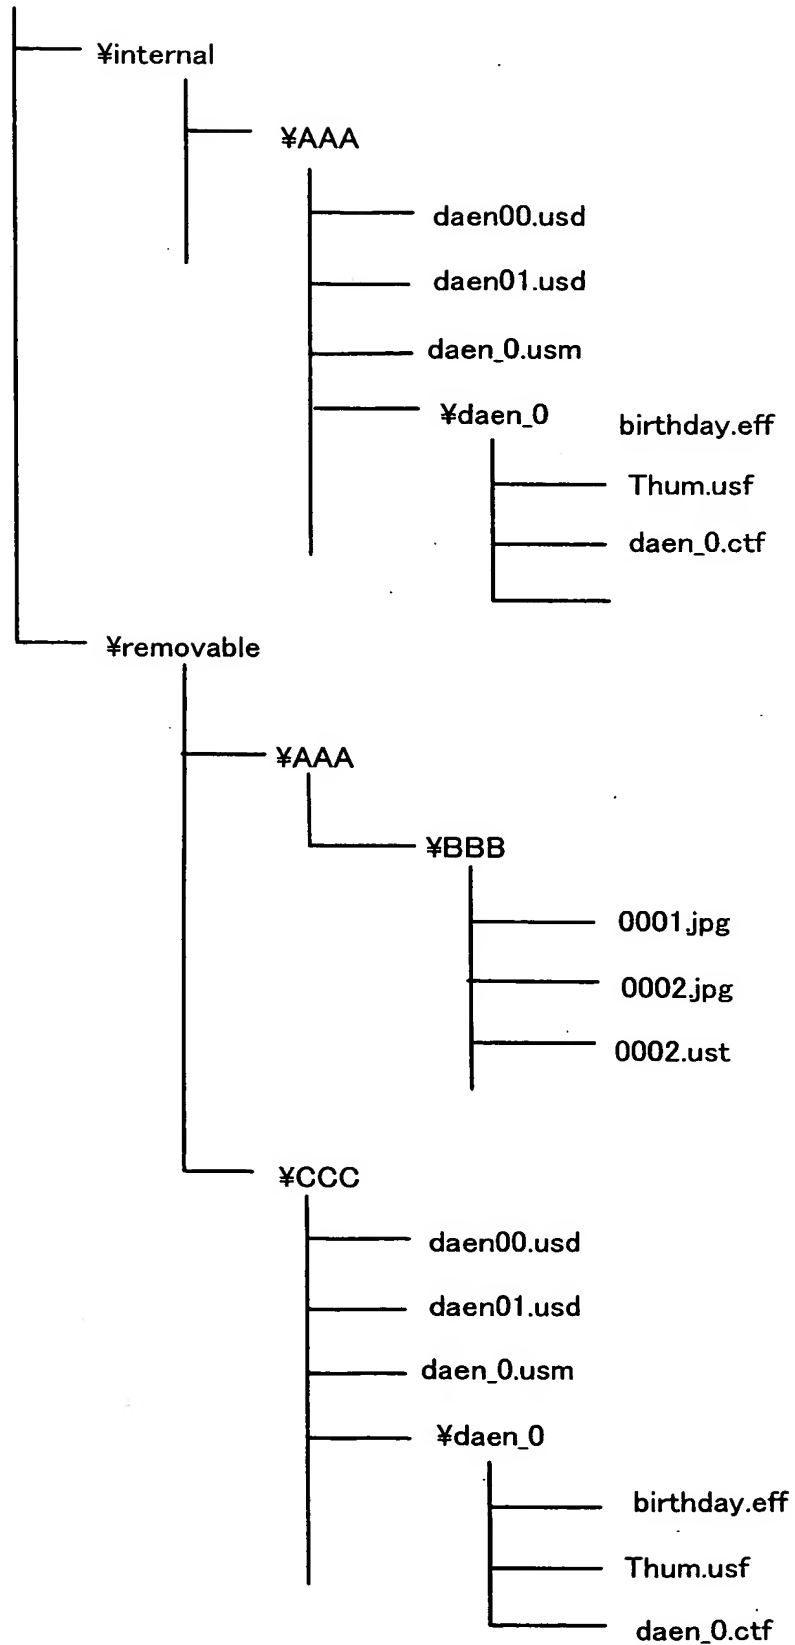 ¥internal
¥AAA
daen00.usd
daen01.usd
daen_0.usm
¥daen_0
birthday.eff
Thum.usf
daen_0.ctf
¥removable
¥AAA
¥BBB
0001.jpg
0002.jpg
0002.ust
¥CCC
daen00.usd
daen01.usd
daen_0.usm
¥daen_0
birthday.eff
Thum.usf
daen_0.ctf